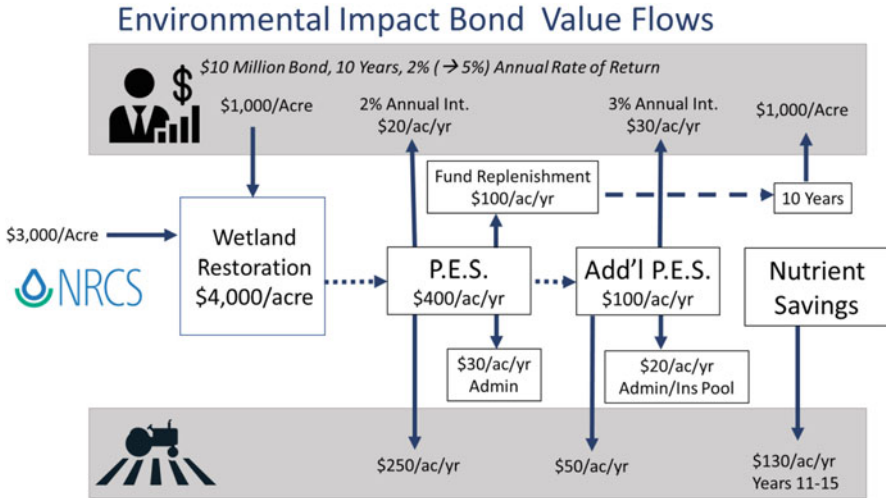 Environmental Impact Bond Value Flows
$10 Million Bond, 10 Years, 2% (→ 5%) Annual Rate of Return
$
$1,000/Acre
2% Annual Int.
$20/ac/yr
3% Annual Int.
$30/ac/yr
$1,000/Acre
Fund Replenishment
$100/ac/yr
10 Years
$3,000/Acre
NRCS
Wetland
Restoration
$4,000/acre
P.E.S.
$400/ac/yr
Add'l P.E.S.
$100/ac/yr
Nutrient
Savings
$30/ac/yr
Admin
$20/ac/yr
Admin/Ins Pool
$250/ac/yr
$50/ac/yr
$130/ac/yr
Years 11-15